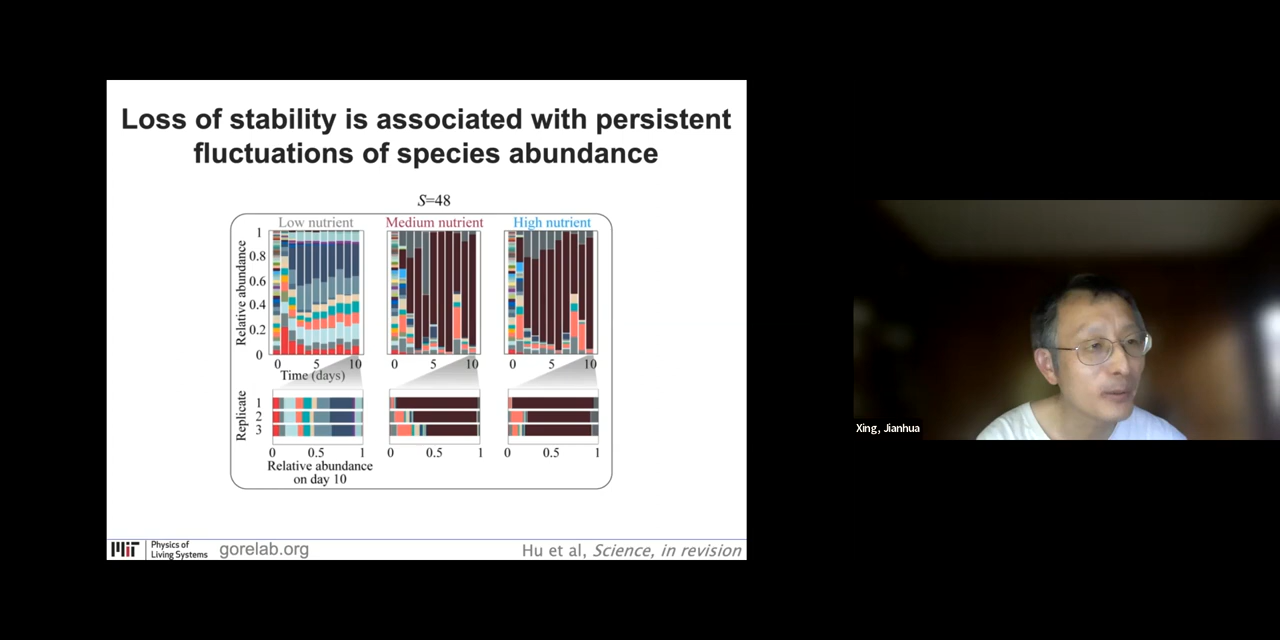 Loss of stability is associated with persistent
fluctuations of species abundance
S=48
Low nutrient
Medium nutrient
High nutrient
Relative abundance
1
0.8
0.6
0.4
0.2
0
0 5 10
0 5 10
0 5 10
Time (days)
Replicate
1
2
3
0 0.5 1
0 0.5 1
0 0.5 1
Relative abundance
on day 10
MIT
Physics of
Living Systems
gorelab.org
Hu et al, Science, in revision
Xing, Jianhua